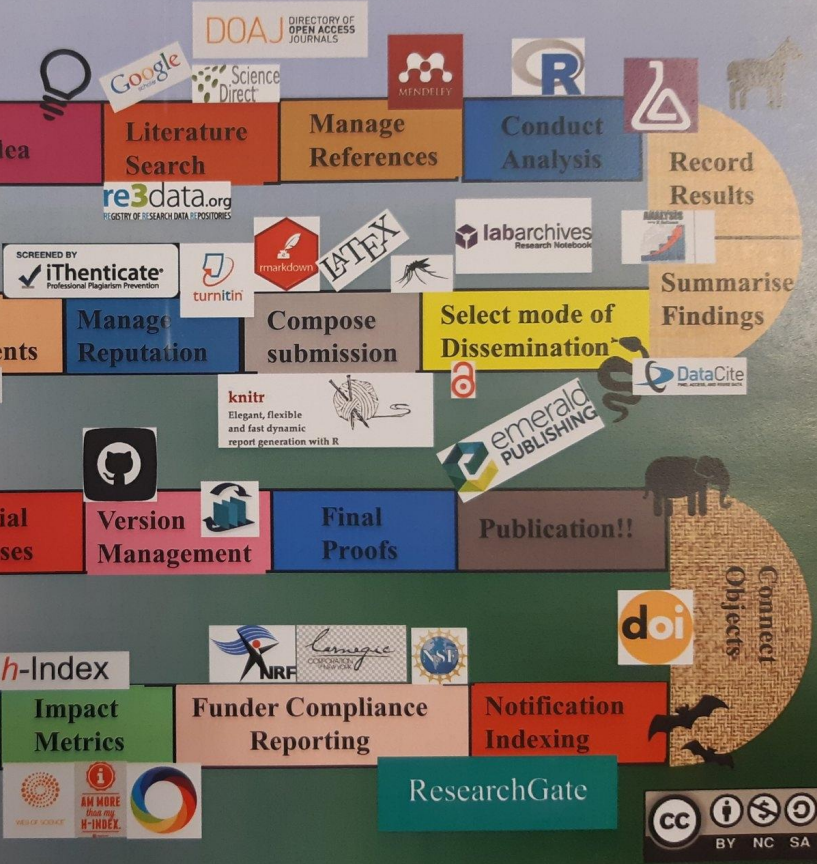 DOAJ
DIRECTORY OF
OPEN ACCESS
JOURNALS
Google
Science
Direct
MENDELEY
R
Literature
Search
Manage
References
Conduct
Analysis
Record
Results
re3data.org
REGISTRY OF RESEARCH DATA REPOSITORIES
SCREENED BY
iThenticate®
Professional Plagiarism Prevention
turnitin
rmarkdown
LATEX
labarchives
Research Notebook
ANALYSIS
Summarise
Findings
ents
Manage
Reputation
Compose
submission
Select mode of
Dissemination
DataCite
knitr
Elegant, flexible
and fast dynamic
report generation with R
emerald
PUBLISHING
ial
ses
Version
Management
Final
Proofs
Publication!!
Connect
Objects
doi
h-Index
NRF
Carnegie
CORPORATION
NSF
Impact
Metrics
Funder Compliance
Reporting
Notification
Indexing
I
AM MORE
than my
H-INDEX.
ResearchGate
cc
BY NC SA